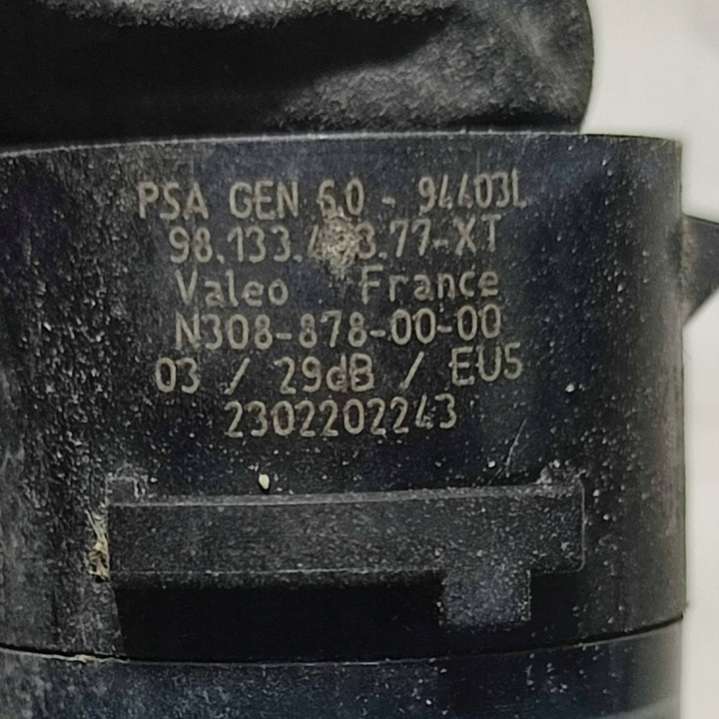 PSA GEN 6.0 - 94403L
Valeo France
N308-878-00-00
03 / 29dB / EU5
2302202243